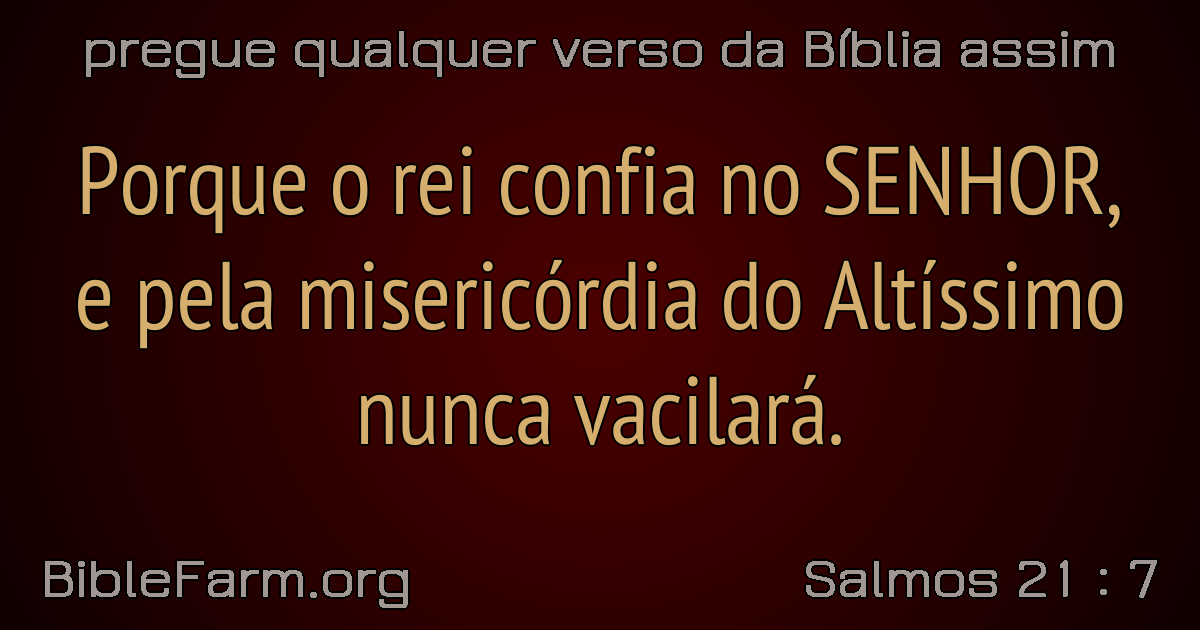 pregue qualquer verso da Bíblia assim
Porque o rei confia no SENHOR,
e pela misericórdia do Altíssimo
nunca vacilará.
BibleFarm.org
Salmos 21 : 7